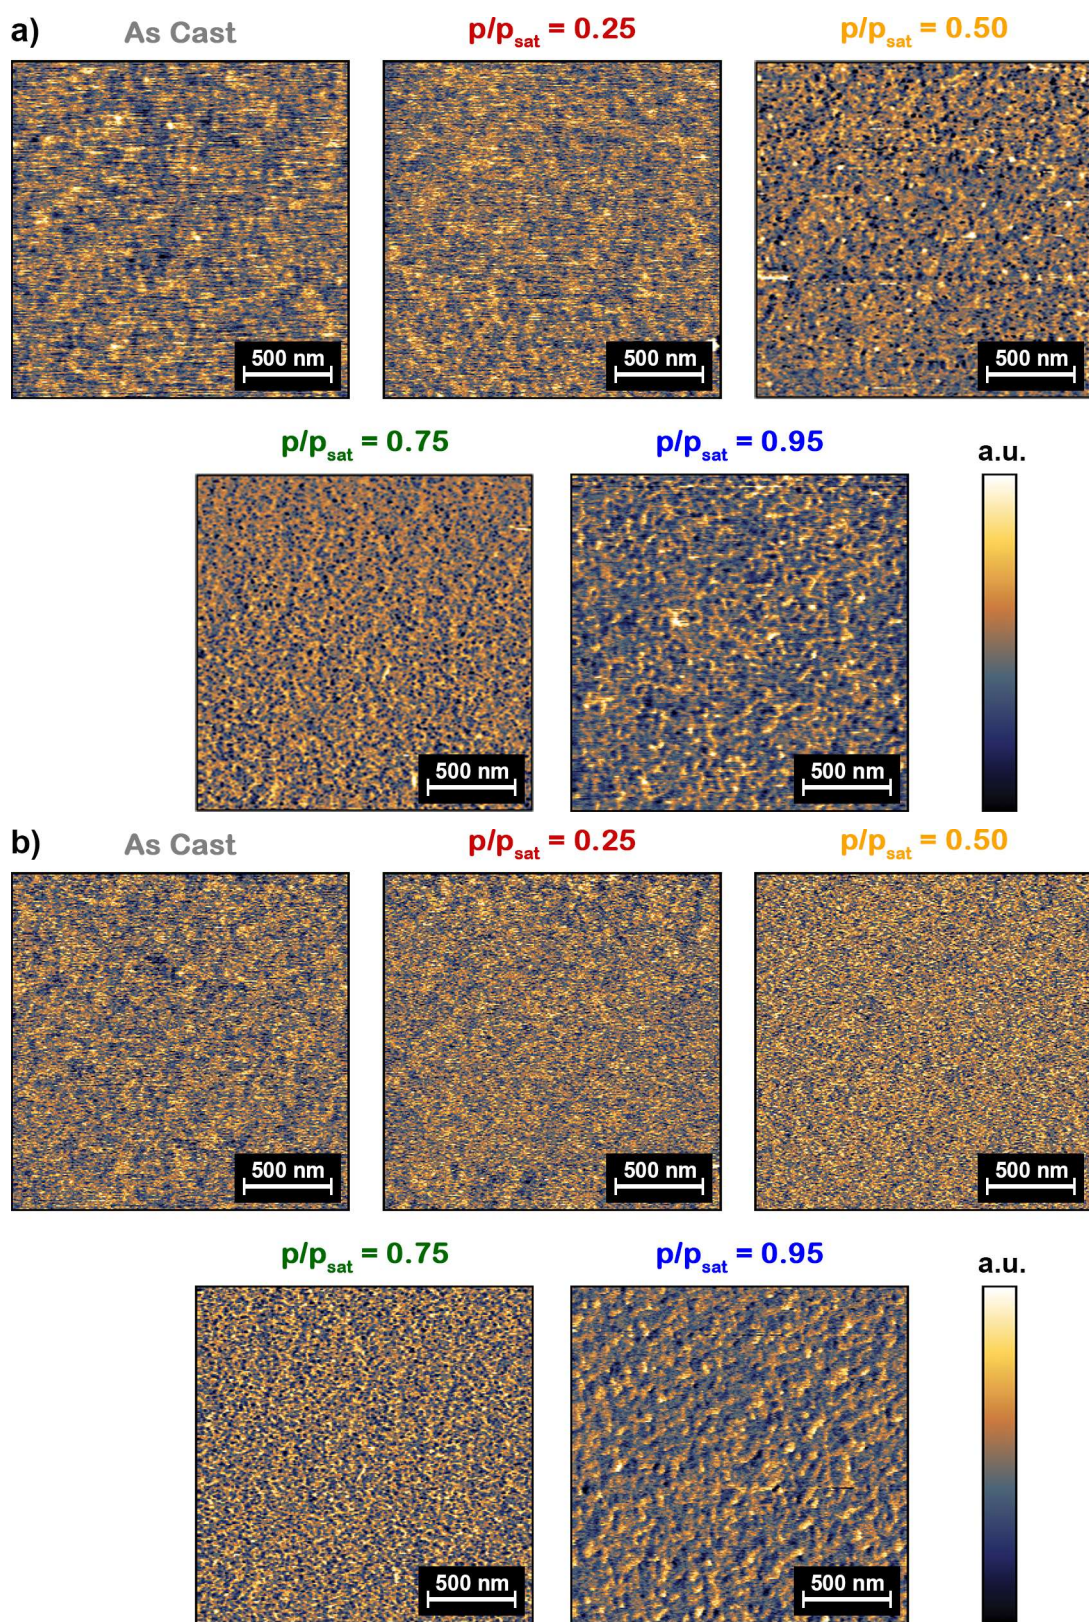 a)
As Cast
p/psat = 0.25
p/psat = 0.50
500 nm
500 nm
500 nm
p/psat = 0.75
p/psat = 0.95
a.u.
500 nm
500 nm
b)
As Cast
p/psat = 0.25
p/psat = 0.50
500 nm
500 nm
500 nm
p/psat = 0.75
p/psat = 0.95
a.u.
500 nm
500 nm